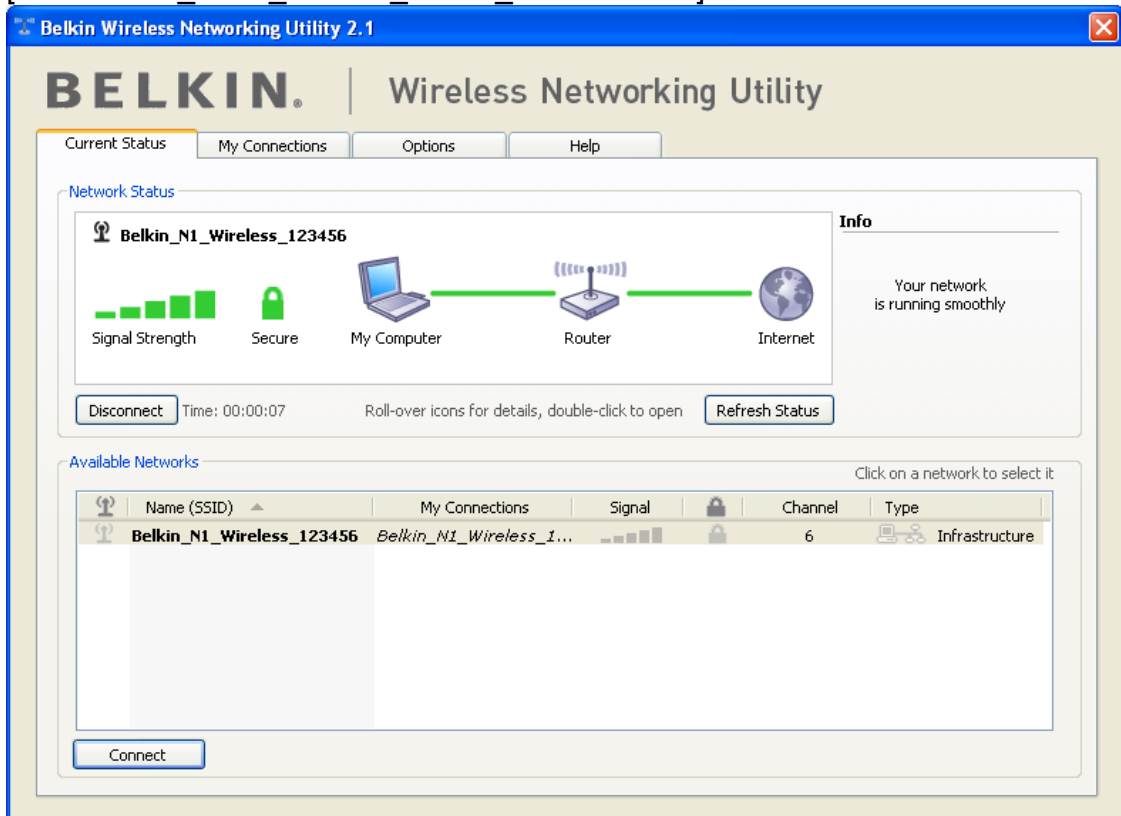 Belkin Wireless Networking Utility 2.1
BELKIN® Wireless Networking Utility
Current Status My Connections Options Help
Network Status
Belkin_N1_Wireless_123456
Info
Your network
is running smoothly
Signal Strength Secure My Computer Router Internet
Disconnect Time: 00:00:07 Roll-over icons for details, double-click to open Refresh Status
Available Networks
Click on a network to select it
Name (SSID) My Connections Signal Channel Type
Belkin_N1_Wireless_123456 Belkin_N1_Wireless_1... 6 Infrastructure
Connect